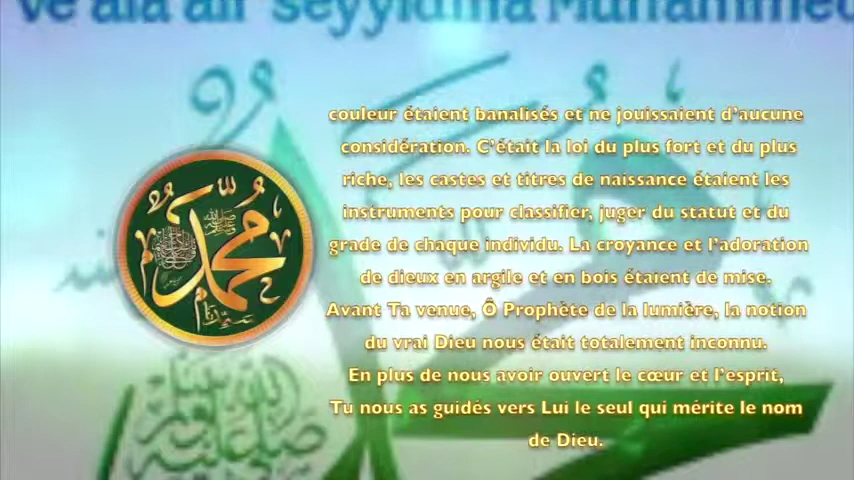 ve ala ali seyyidina Muhammed
couleur étaient banalisés et ne jouissaient d'aucune
considération. C'était la loi du plus fort et du plus
riche, les castes et titres de naissance étaient les
instruments pour classifier, juger du statut et du
grade de chaque individu. La croyance et l'adoration
de dieux en argile et en bois étaient de mise.
Avant Ta venue, Ô Prophète de la lumière, la notion
du vrai Dieu nous était totalement inconnu.
En plus de nous avoir ouvert le cœur et l'esprit,
Tu nous as guidés vers Lui le seul qui mérite le nom
de Dieu.
محمد